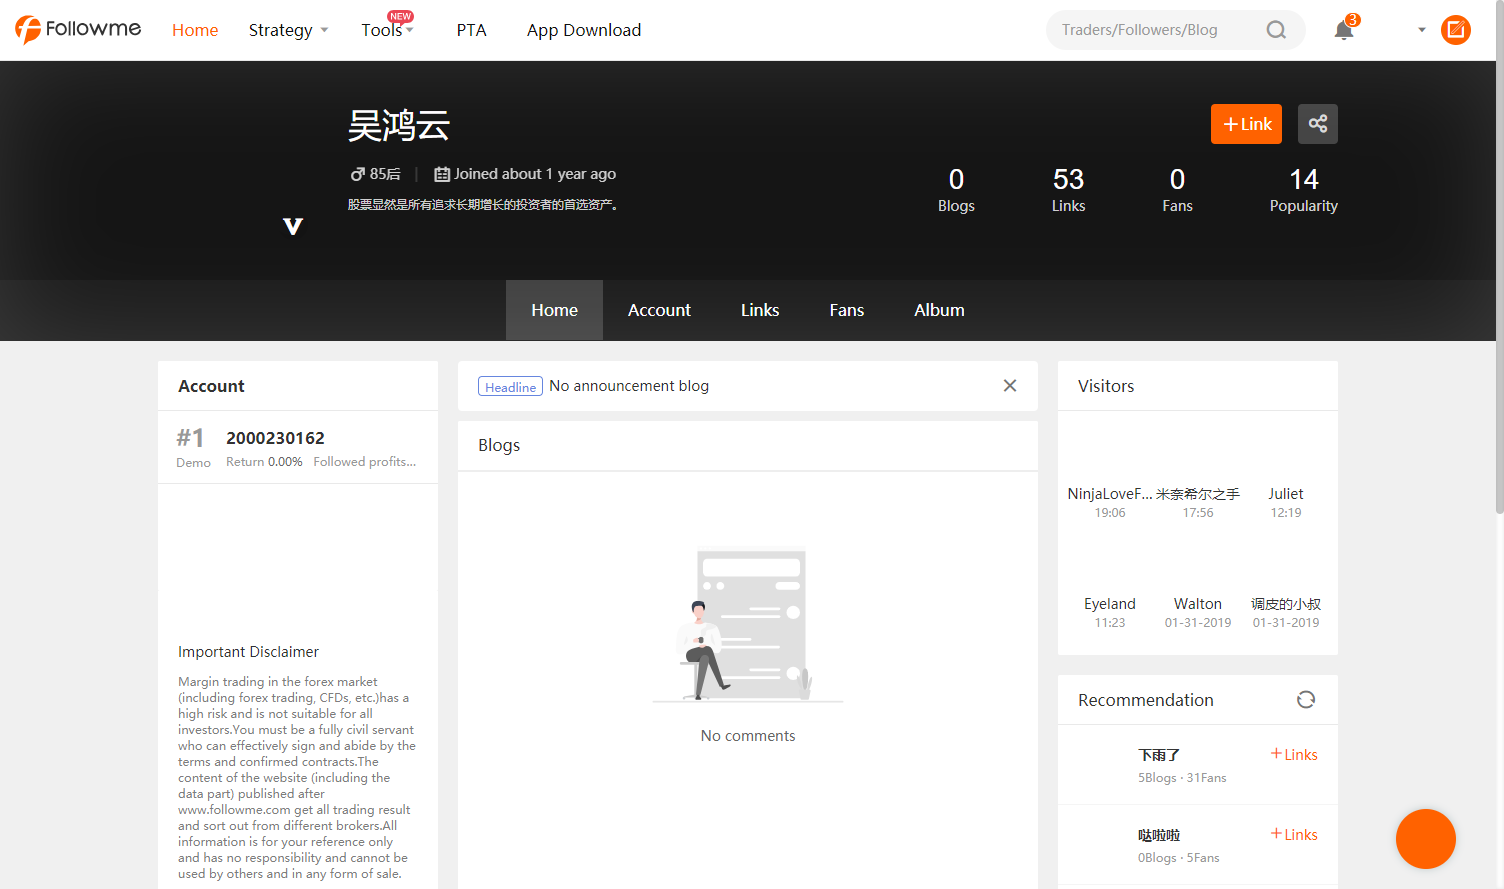 Followme
Home
Strategy
Tools
NEW
PTA
App Download
Traders/Followers/Blog
3
吴鸿云
+Link
85后
Joined about 1 year ago
股票显然是所有追求长期增长的投资者的首选资产。
V
0
Blogs
53
Links
0
Fans
14
Popularity
Home
Account
Links
Fans
Album
Account
#1
Demo
2000230162
Return 0.00%
Followed profits...
Important Disclaimer
Margin trading in the forex market
(including forex trading, CFDs, etc.)has a
high risk and is not suitable for all
investors.You must be a fully civil servant
who can effectively sign and abide by the
terms and confirmed contracts.The
content of the website (including the
data part) published after
www.followme.com get all trading result
and sort out from different brokers.All
information is for your reference only
and has no responsibility and cannot be
used by others and in any form of sale.
Headline
No announcement blog
Blogs
No comments
Visitors
NinjaLoveF...
19:06
米奈希尔之手
17:56
Juliet
12:19
Eyeland
11:23
Walton
01-31-2019
调皮的小叔
01-31-2019
Recommendation
下雨了
5Blogs · 31Fans
+Links
哒啦啦
0Blogs · 5Fans
+Links